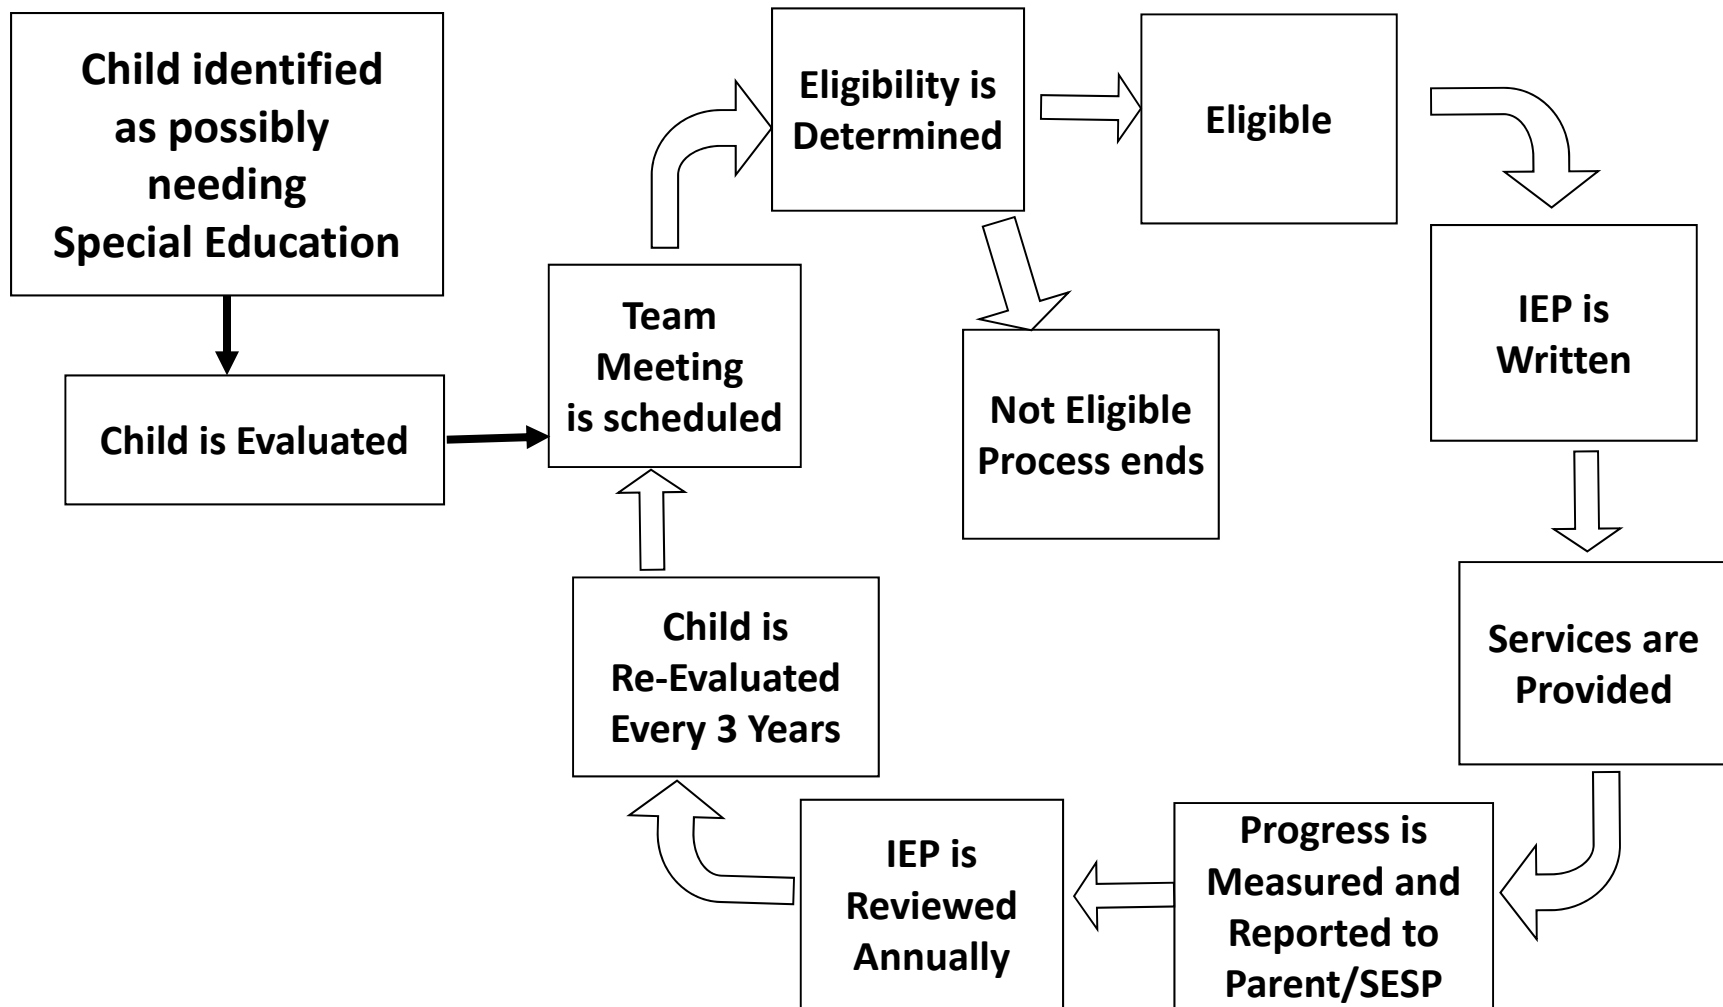 Child identified
as possibly
needing
Special Education
Child is Evaluated
Team
Meeting
is scheduled
Eligibility is
Determined
Eligible
Not Eligible
Process ends
IEP is
Written
Services are
Provided
Progress is
Measured and
Reported to
Parent/SESP
IEP is
Reviewed
Annually
Child is
Re-Evaluated
Every 3 Years